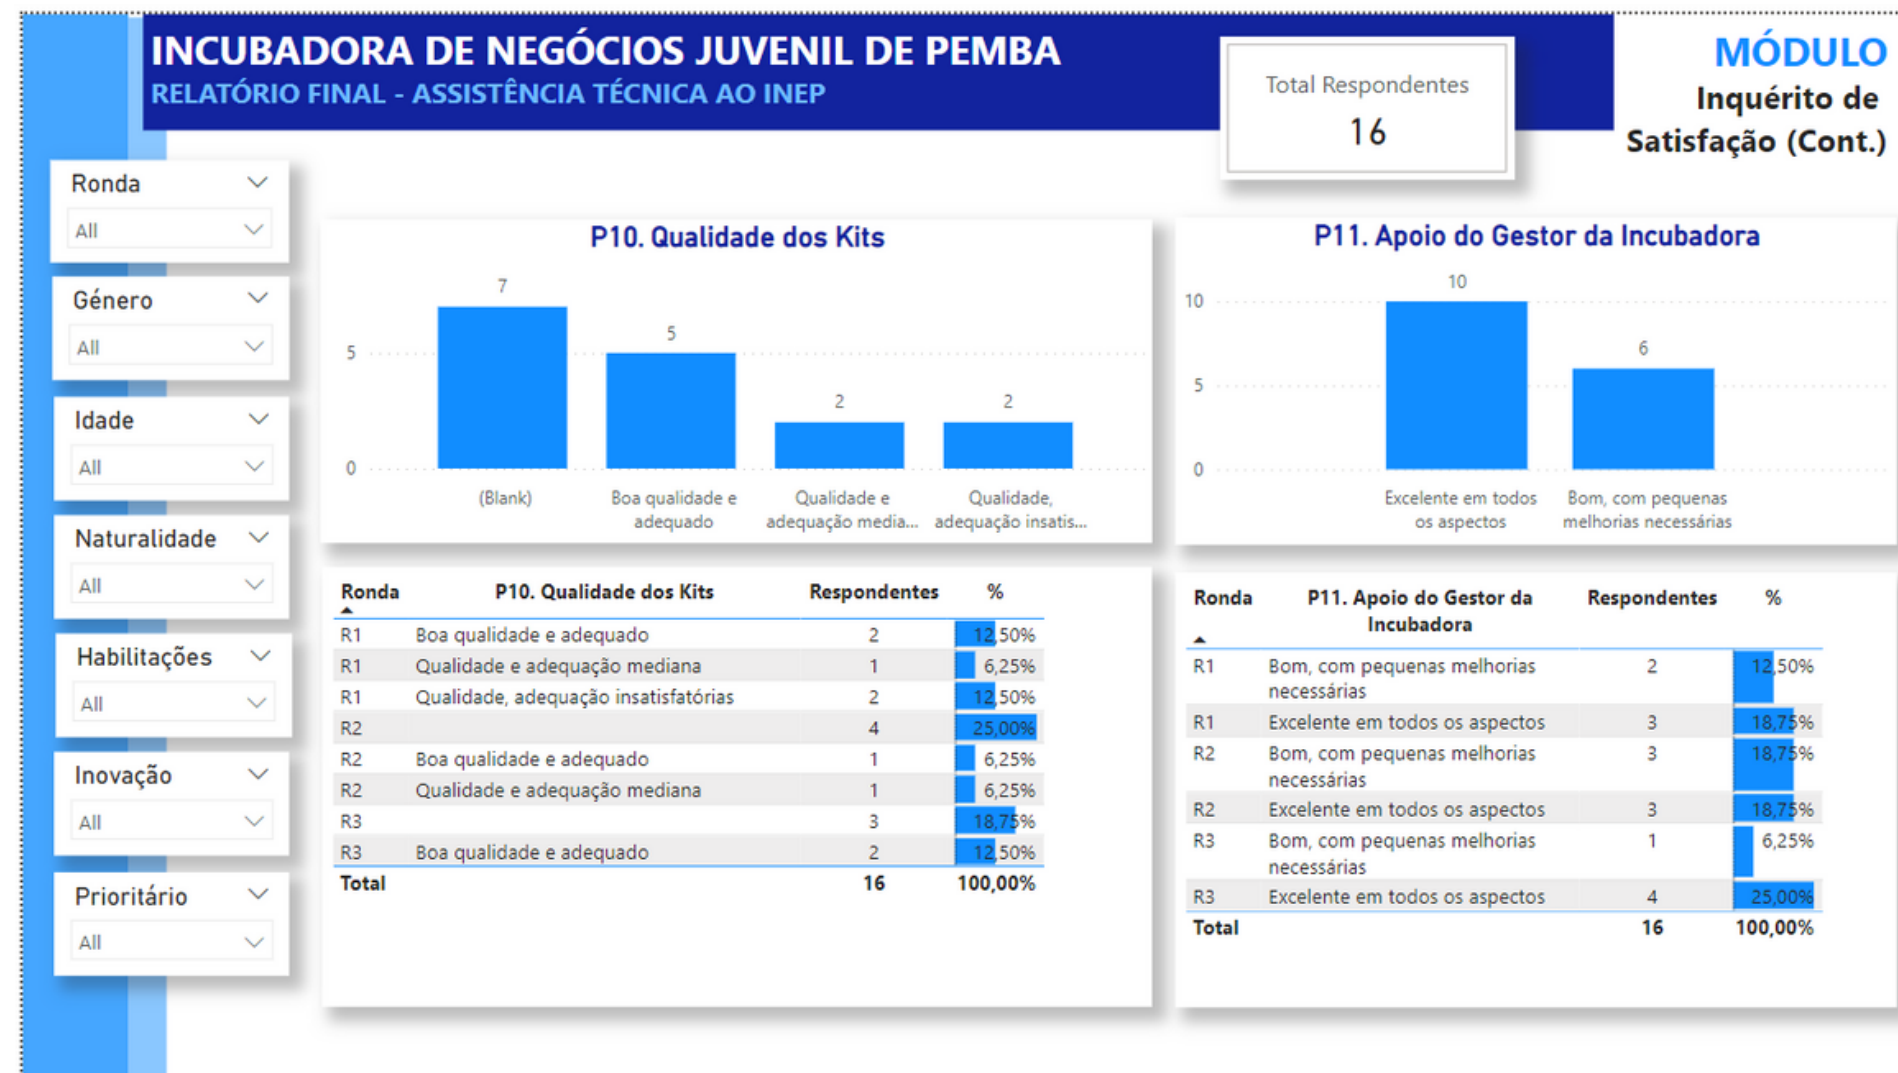 INCUBADORA DE NEGÓCIOS JUVENIL DE PEMBA
RELATÓRIO FINAL - ASSISTÊNCIA TÉCNICA AO INEP
Total Respondentes
16
MÓDULO
Inquérito de
Satisfação (Cont.)
Ronda
All
Género
All
Idade
All
Naturalidade
All
Habilitações
All
Inovação
All
Prioritário
All
P10. Qualidade dos Kits
7
5
2
2
5
0
(Blank)
Boa qualidade e
adequado
Qualidade e
adequação media...
Qualidade,
adequação insatis...
P11. Apoio do Gestor da Incubadora
10
6
10
5
0
Excelente em todos
os aspectos
Bom, com pequenas
melhorias necessárias
Ronda P10. Qualidade dos Kits Respondentes %
R1 Boa qualidade e adequado 2 12,50%
R1 Qualidade e adequação mediana 1 6,25%
R1 Qualidade, adequação insatisfatórias 2 12,50%
R2 4 25,00%
R2 Boa qualidade e adequado 1 6,25%
R2 Qualidade e adequação mediana 1 6,25%
R3 3 18,75%
R3 Boa qualidade e adequado 2 12,50%
Total 16 100,00%
Ronda P11. Apoio do Gestor da Respondentes %
Incubadora
R1 Bom, com pequenas melhorias 2 12,50%
necessárias
R1 Excelente em todos os aspectos 3 18,75%
R2 Bom, com pequenas melhorias 3 18,75%
necessárias
R2 Excelente em todos os aspectos 3 18,75%
R3 Bom, com pequenas melhorias 1 6,25%
necessárias
R3 Excelente em todos os aspectos 4 25,00%
Total 16 100,00%